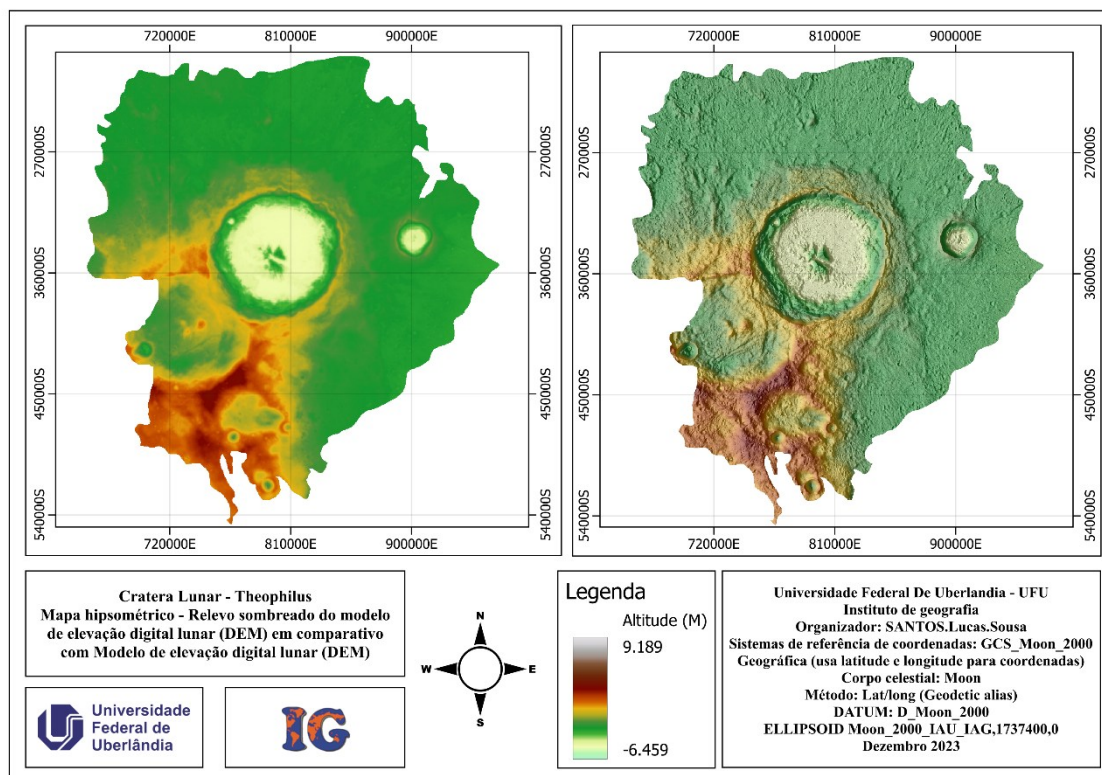 720000E 810000E 900000E
270000S 270000S
360000S 360000S
450000S 450000S
540000S 540000S
720000E 810000E 900000E
720000E 810000E 900000E
270000S 270000S
360000S 360000S
450000S 450000S
540000S 540000S
720000E 810000E 900000E
Cratera Lunar - Theophilus
Mapa hipsométrico - Relevo sombreado do modelo
de elevação digital lunar (DEM) em comparativo
com Modelo de elevação digital lunar (DEM)
Universidade
Federal de
Uberlândia
IG
N
W E
S
Legenda
Altitude (M)
9.189
-6.459
Universidade Federal De Uberlandia - UFU
Instituto de geografia
Organizador: SANTOS.Lucas.Sousa
Sistemas de referência de coordenadas: GCS_Moon_2000
Geográfica (usa latitude e longitude para coordenadas)
Corpo celestial: Moon
Método: Lat/long (Geodetic alias)
DATUM: D_Moon_2000
ELLIPSOID Moon_2000_IAU_IAG,1737400,0
Dezembro 2023